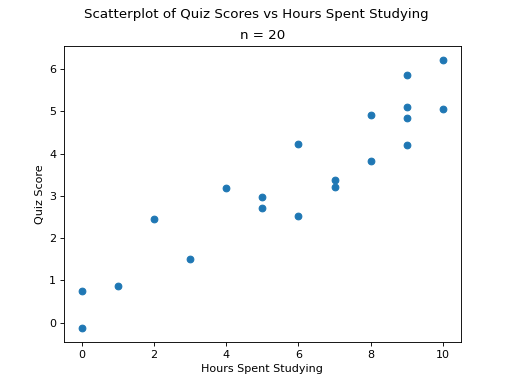 Scatterplot of Quiz Scores vs Hours Spent Studying
n = 20
6
5
4
3
2
1
0
Quiz Score
0 2 4 6 8 10
Hours Spent Studying